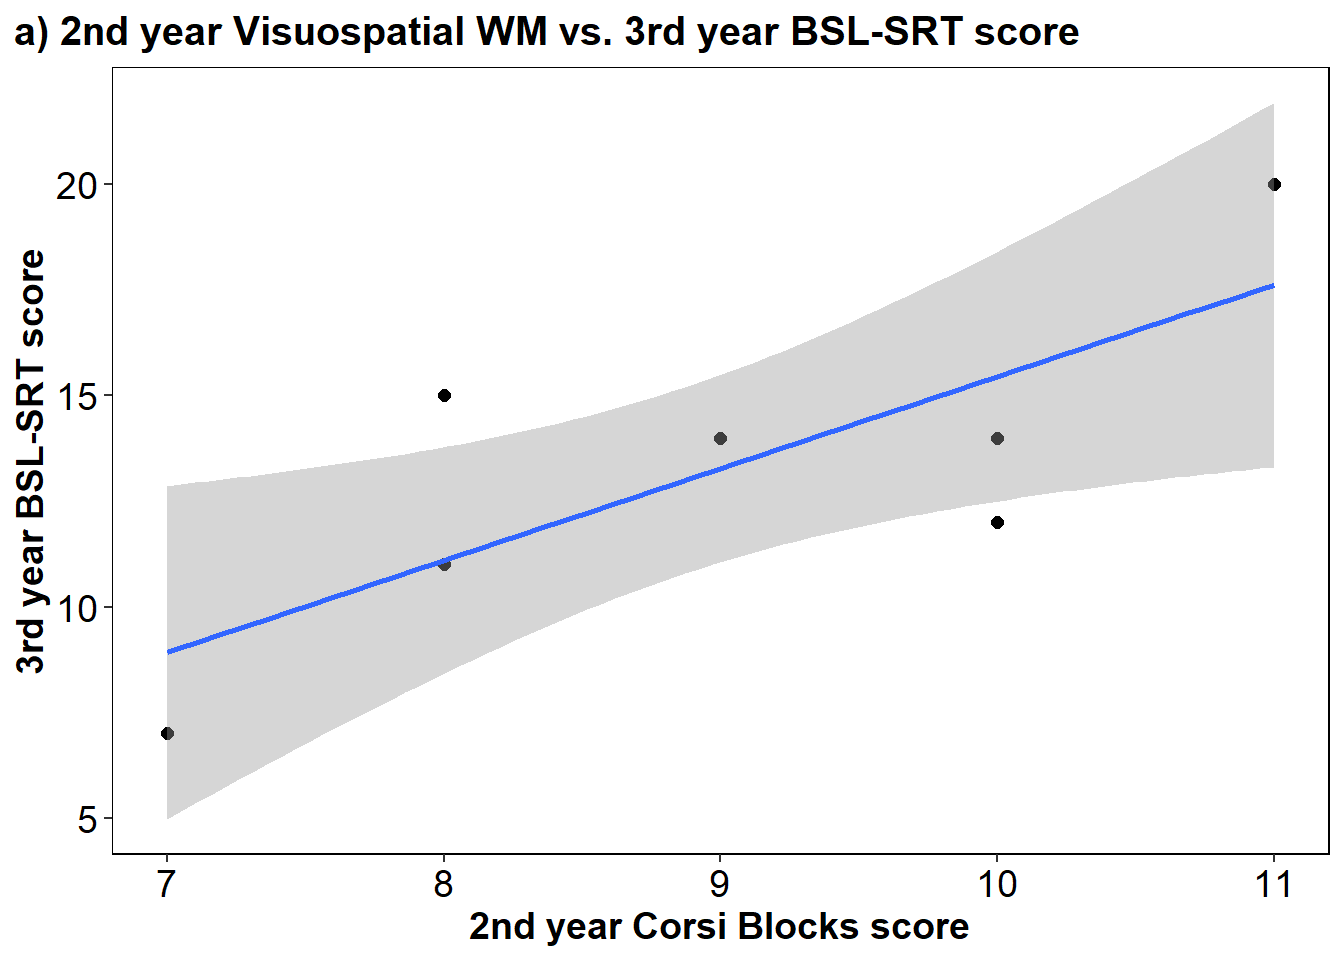 a) 2nd year Visuospatial WM vs. 3rd year BSL-SRT score
3rd year BSL-SRT score
20
15
10
5
7 8 9 10 11
2nd year Corsi Blocks score